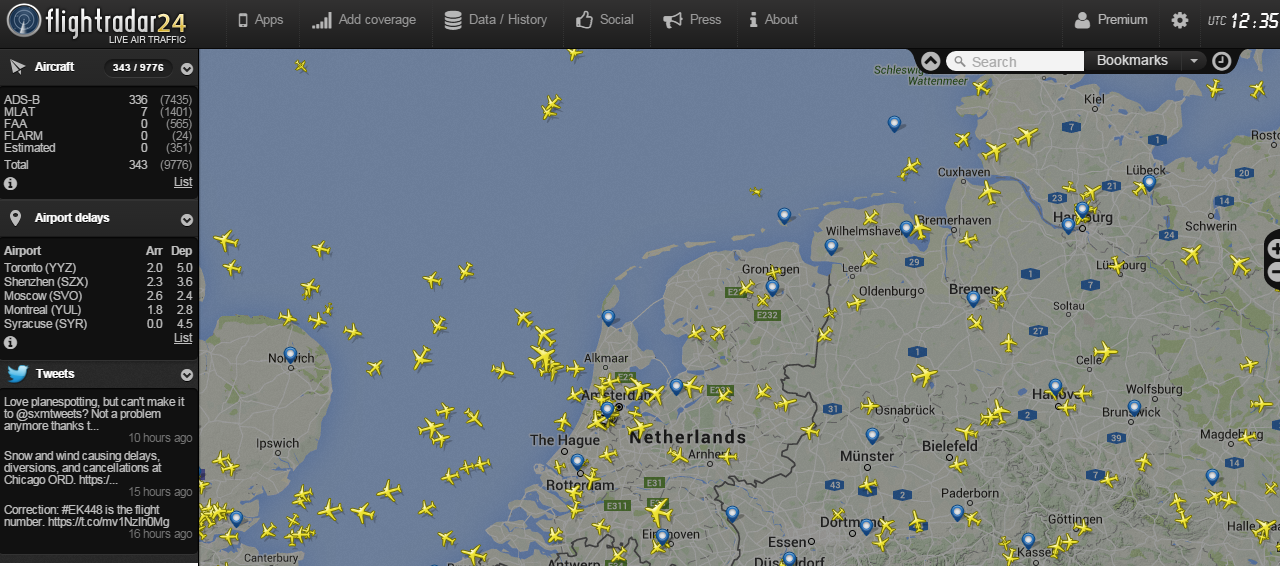 flightradar24
LIVE AIR TRAFFIC
Apps
Add coverage
Data / History
Social
Press
About
Premium
UTC 12:35
Aircraft
343 / 9776
ADS-B 336 (7435)
MLAT 7 (1401)
FAA 0 (565)
FLARM 0 (24)
Estimated 0 (351)
Total 343 (9776)
List
Airport delays
Airport Arr Dep
Toronto (YYZ) 2.0 5.0
Shenzhen (SZX) 2.3 3.6
Moscow (SVO) 2.6 2.4
Montreal (YUL) 1.8 2.8
Syracuse (SYR) 0.0 4.5
List
Tweets
Love planespotting, but can't make it
to @sxmtweets? Not a problem
anymore thanks t...
10 hours ago
Snow and wind causing delays,
diversions, and cancellations at
Chicago ORD. https:/...
15 hours ago
Correction: #EK448 is the flight
number. https://t.co/mv1NzIh0Mg
16 hours ago
Search
Bookmarks
Wattenmeer
Kiel
7
1
Cuxhaven
Lübeck
20
21
23
14
Hamburg
Schwerin
24
Bremerhaven
Wilhelmshaven
29
Leer
Groningen
Oldenburg
Bremen
1
7
Lüneburg
E232
Soltau
27
1
Celle
Norwich
Alkmaar
E22
E231
Amsterdam
31
Osnabrück
Hanover
Wolfsburg
Brunswick
39
Magdeburg
Ipswich
The Hague
Netherlands
Arnhem
Münster
Bielefeld
2
7
Rotterdam
E31
E311
43
2
Paderborn
Göttingen
Dortmund
Halle
Eindhoven
Essen
Kassel
Canterbury
Antwerp
Düsseldorf